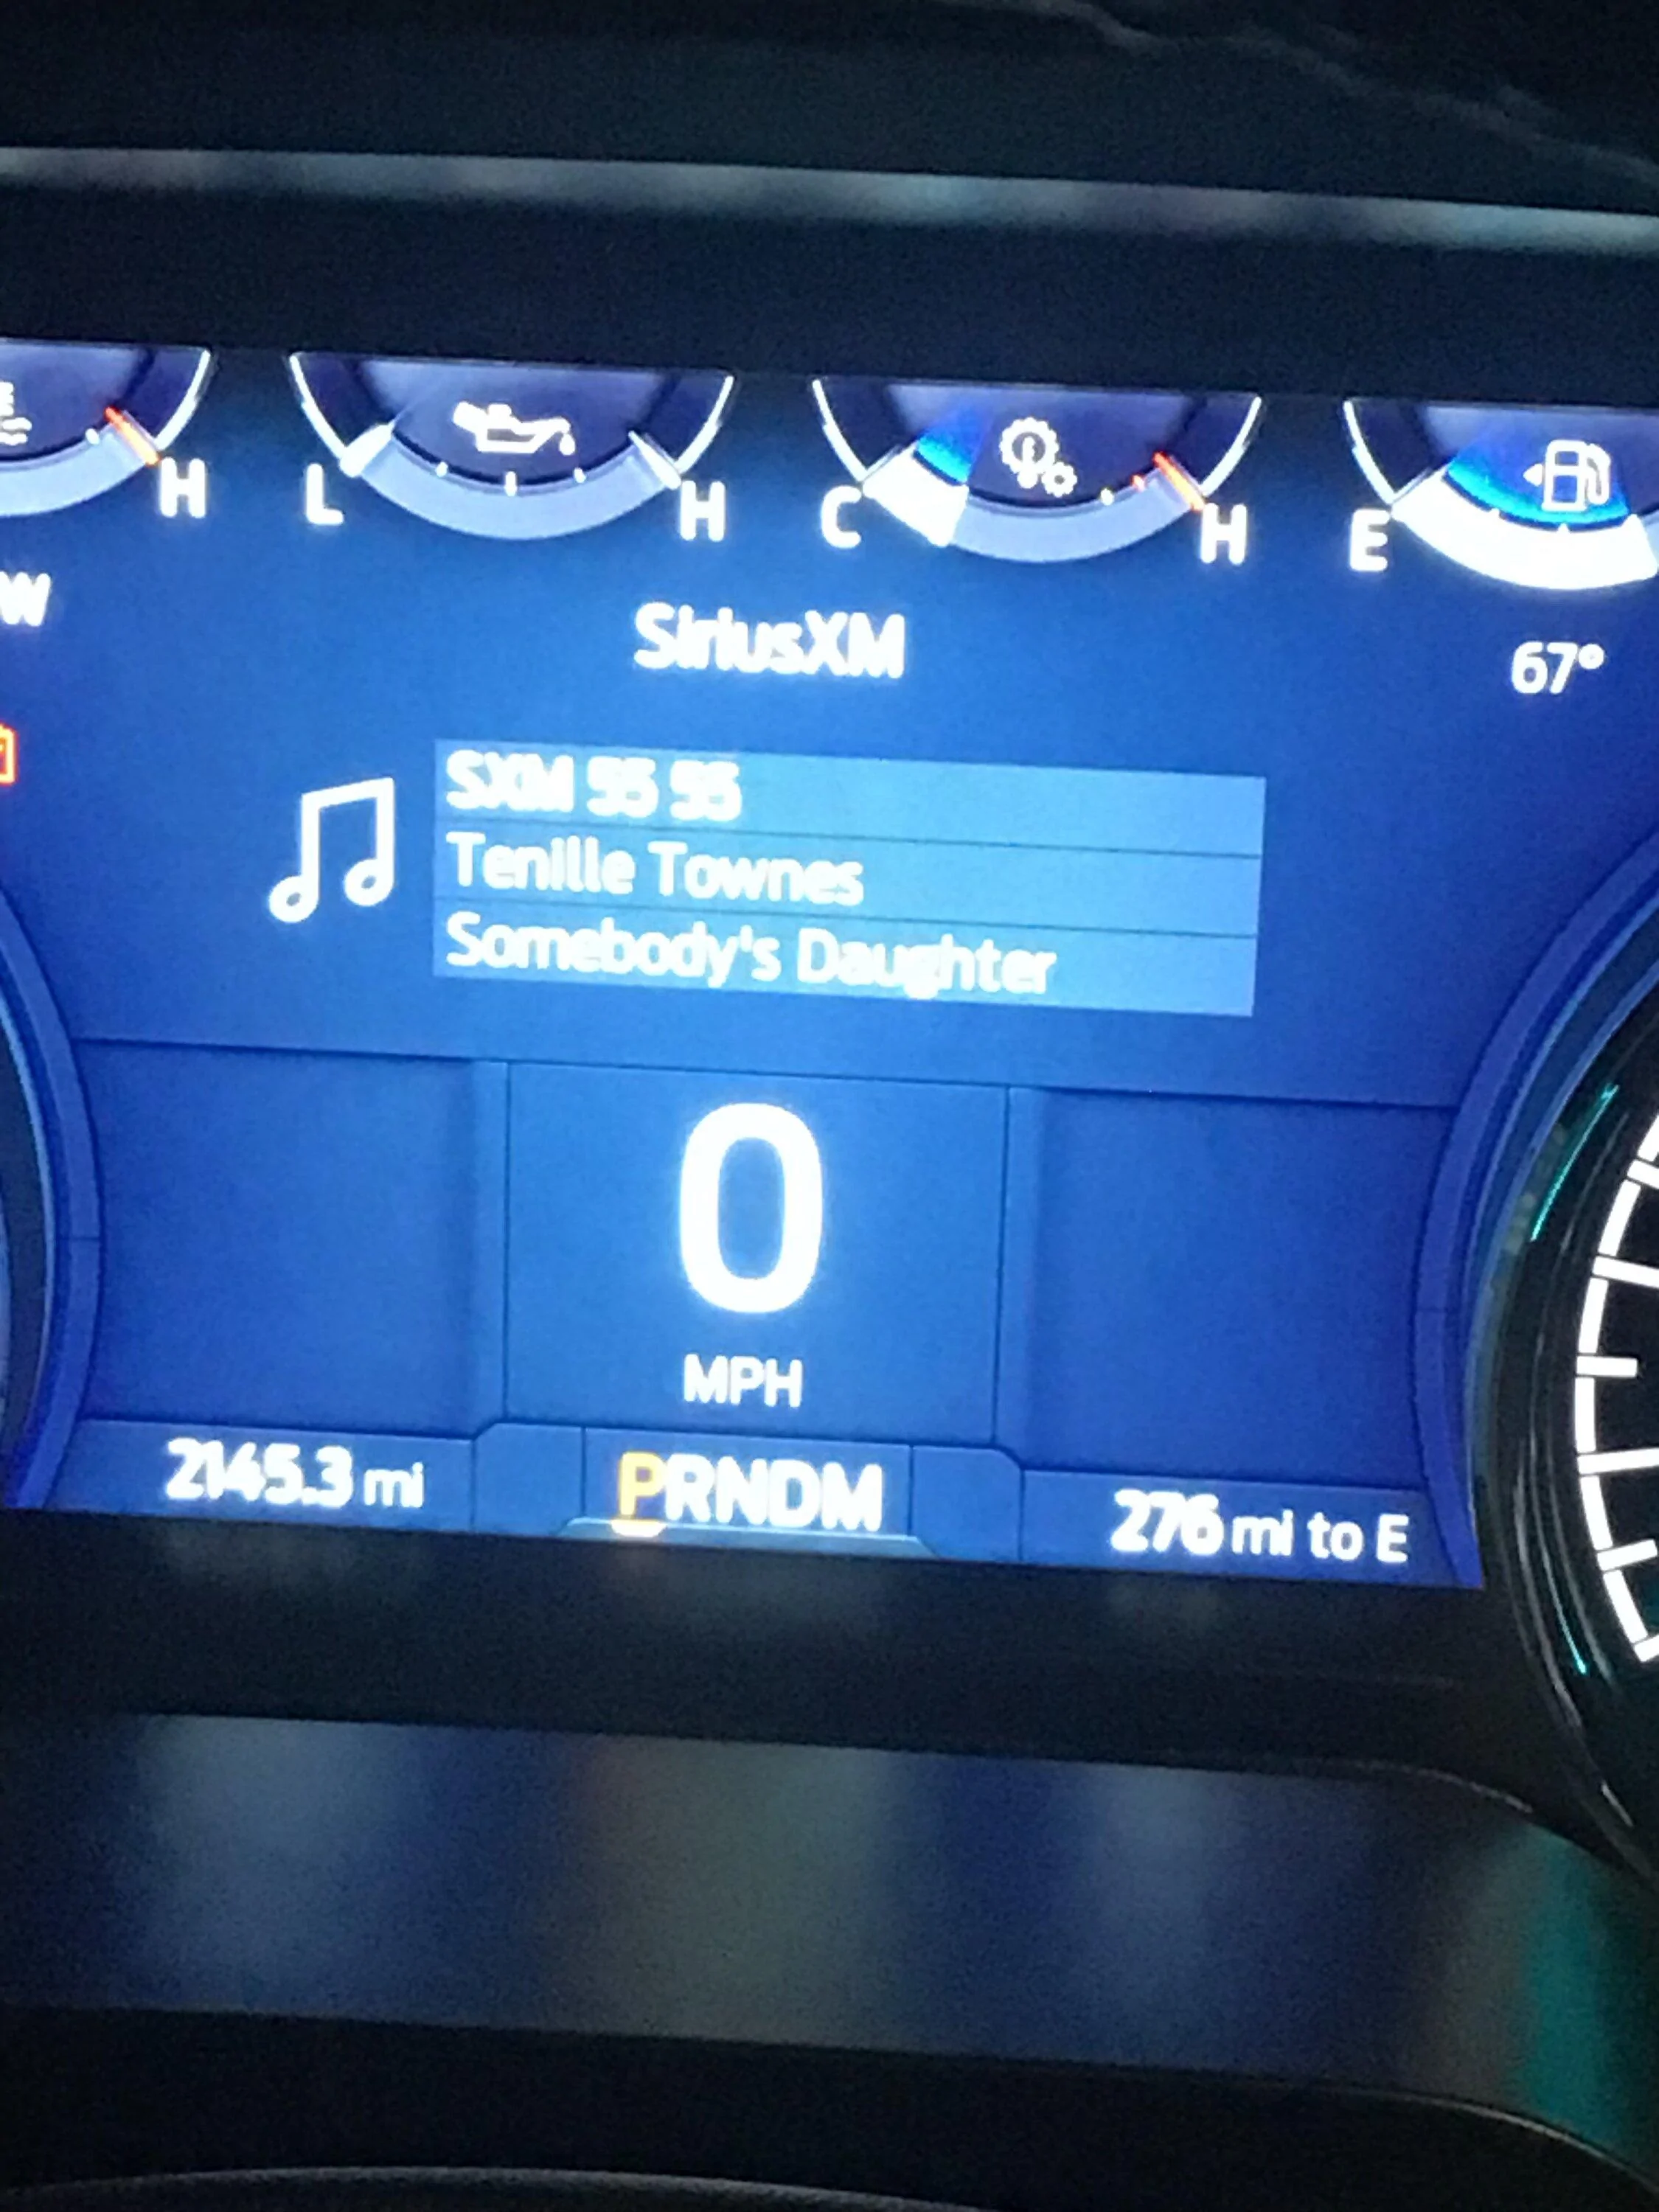 H L H C H E
W
SiriusXM
67°
SXM 55 55
Tenille Townes
Somebody's Daughter
0
MPH
2145.3 mi
PRNDM
276 mi to E